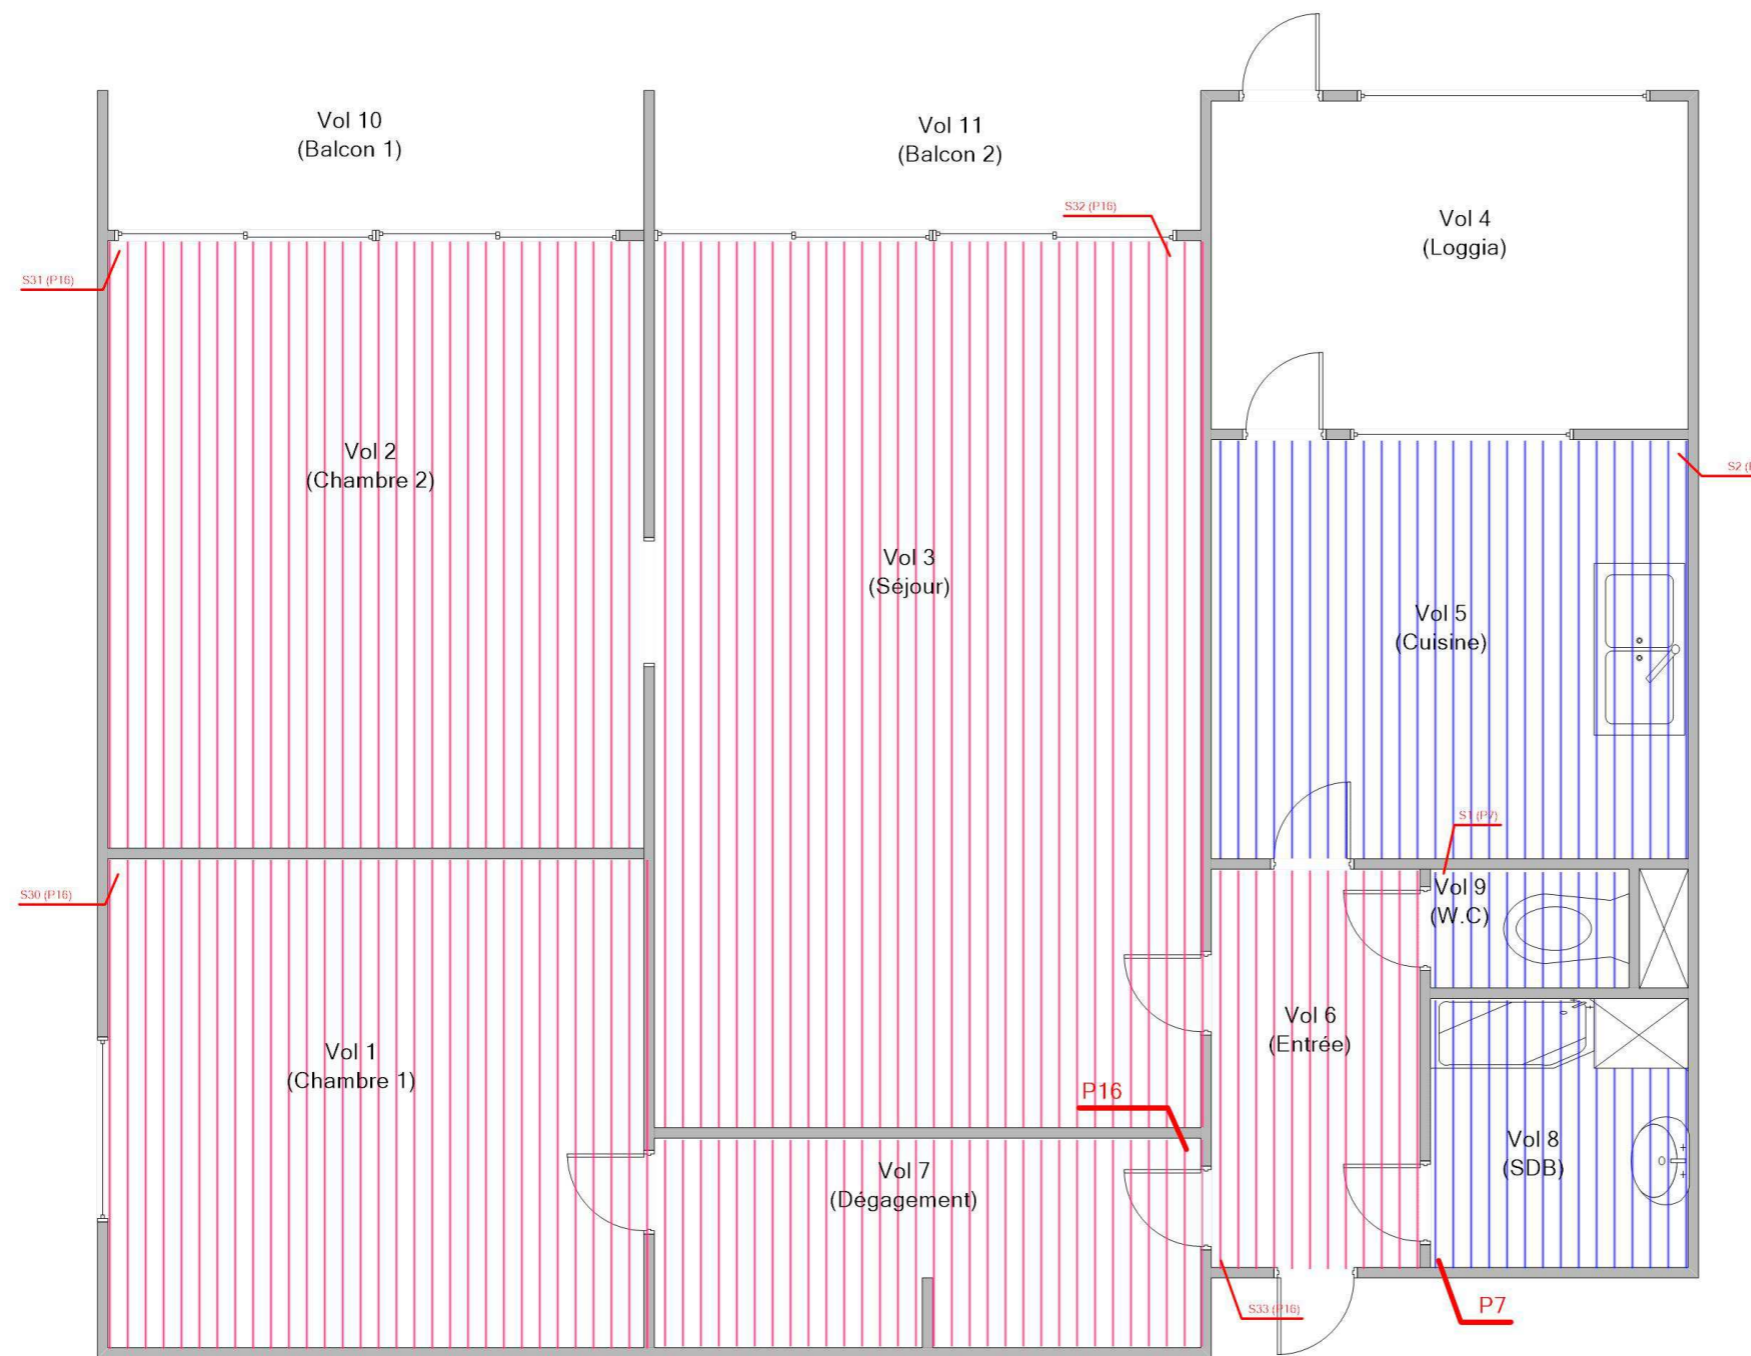 Vol 10
(Balcon 1)
Vol 11
(Balcon 2)
S32 (P16)
Vol 4
(Loggia)
S31 (P16)
Vol 2
(Chambre 2)
S2
Vol 3
(Séjour)
Vol 5
(Cuisine)
S1 (P7)
S30 (P16)
Vol 9
(W.C)
Vol 6
(Entrée)
Vol 1
(Chambre 1)
P16
Vol 8
(SDB)
Vol 7
(Dégagement)
S33 (P16)
P7